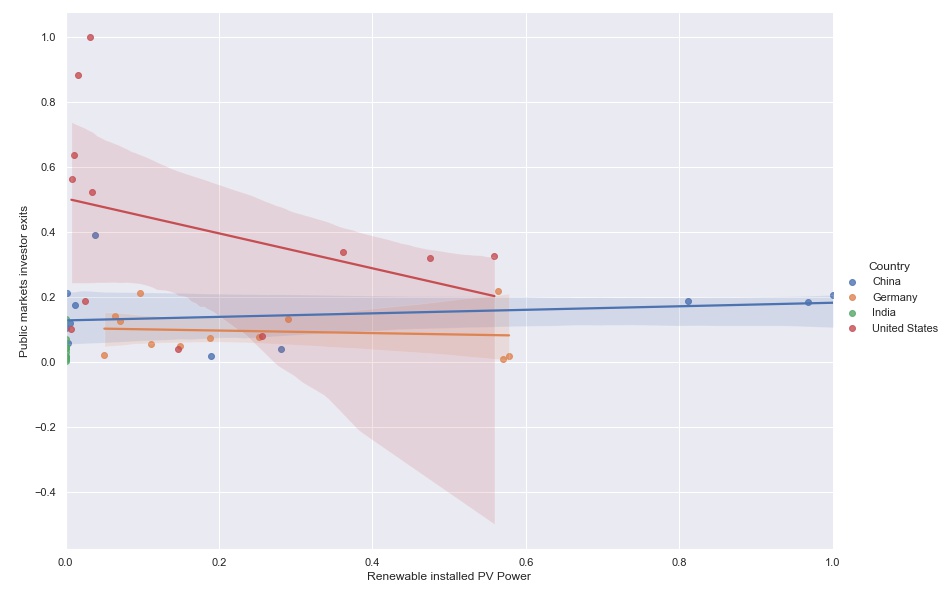 1.0
0.8
0.6
0.4
0.2
0.0
−0.2
−0.4
Public markets investor exits
0.0 0.2 0.4 0.6 0.8 1.0
Renewable installed PV Power
Country
China
Germany
India
United States